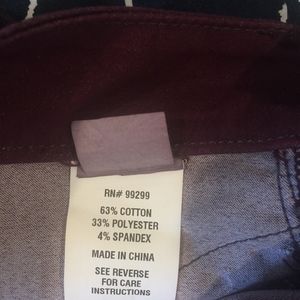 RN# 99299
63% COTTON
33% POLYESTER
4% SPANDEX
MADE IN CHINA
SEE REVERSE
FOR CARE
INSTRUCTIONS